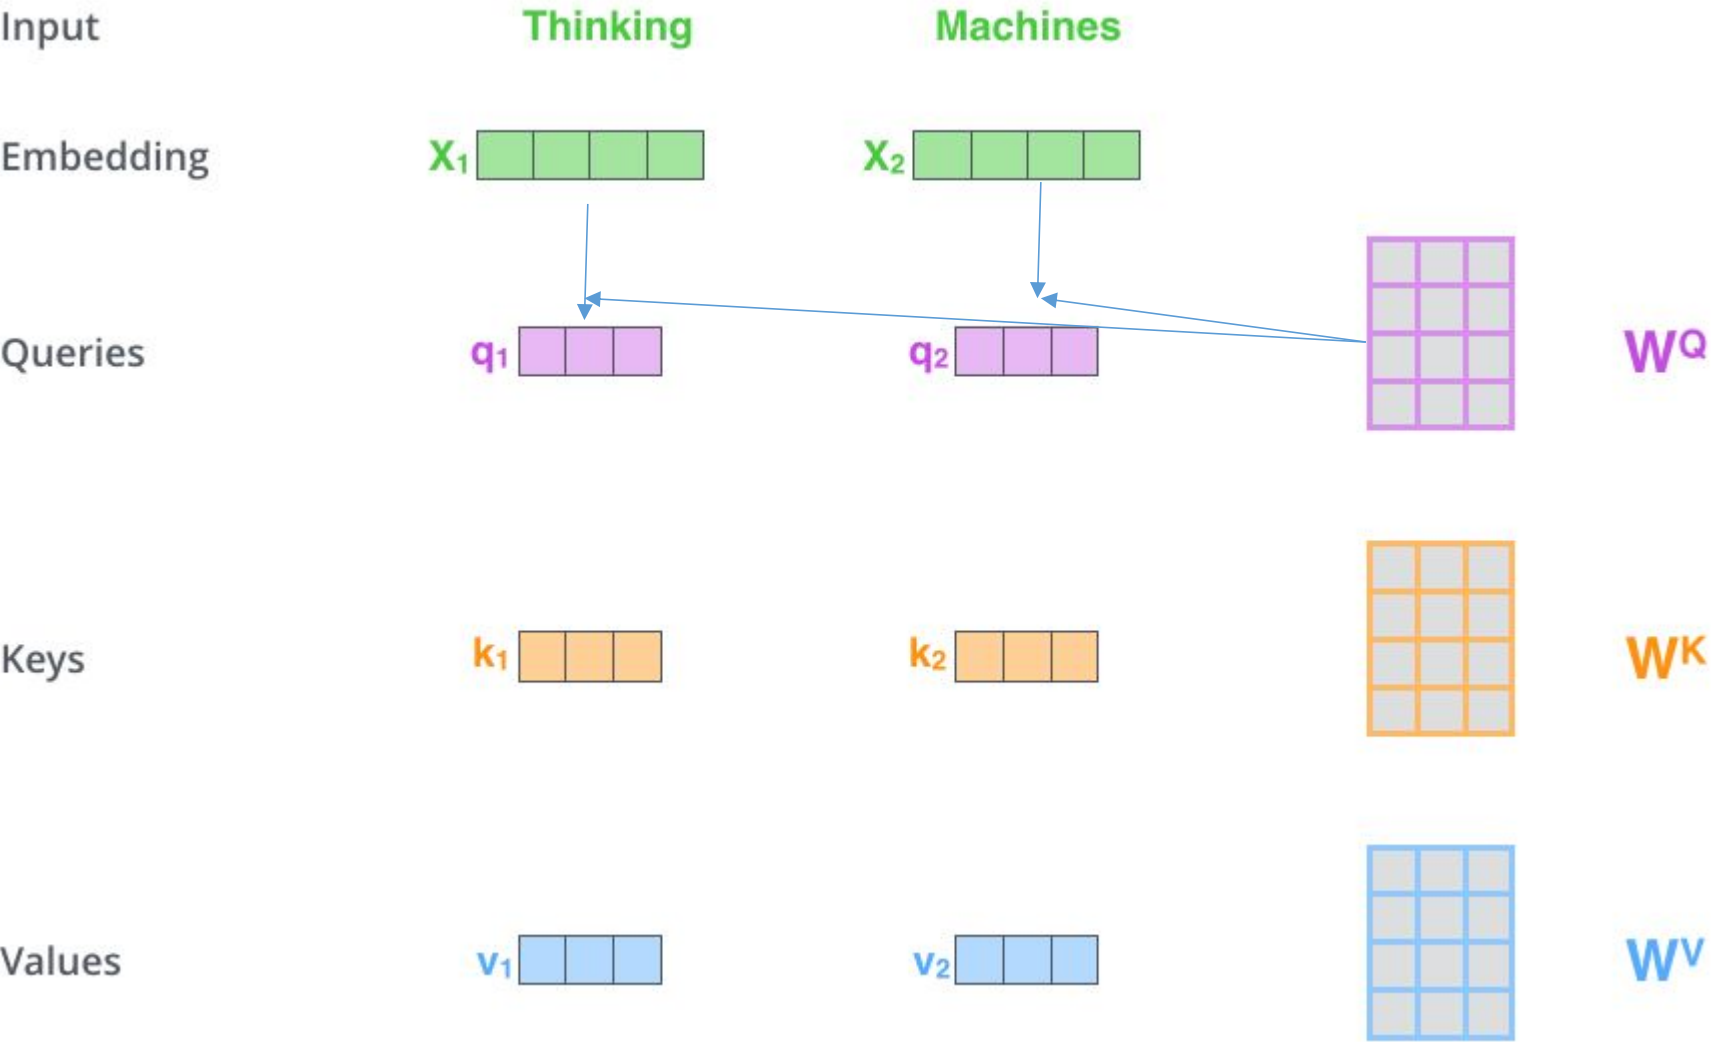 Input Thinking Machines
Embedding X1 X2
Queries q1 q2 WQ
Keys k1 k2 WK
Values v1 v2 WV